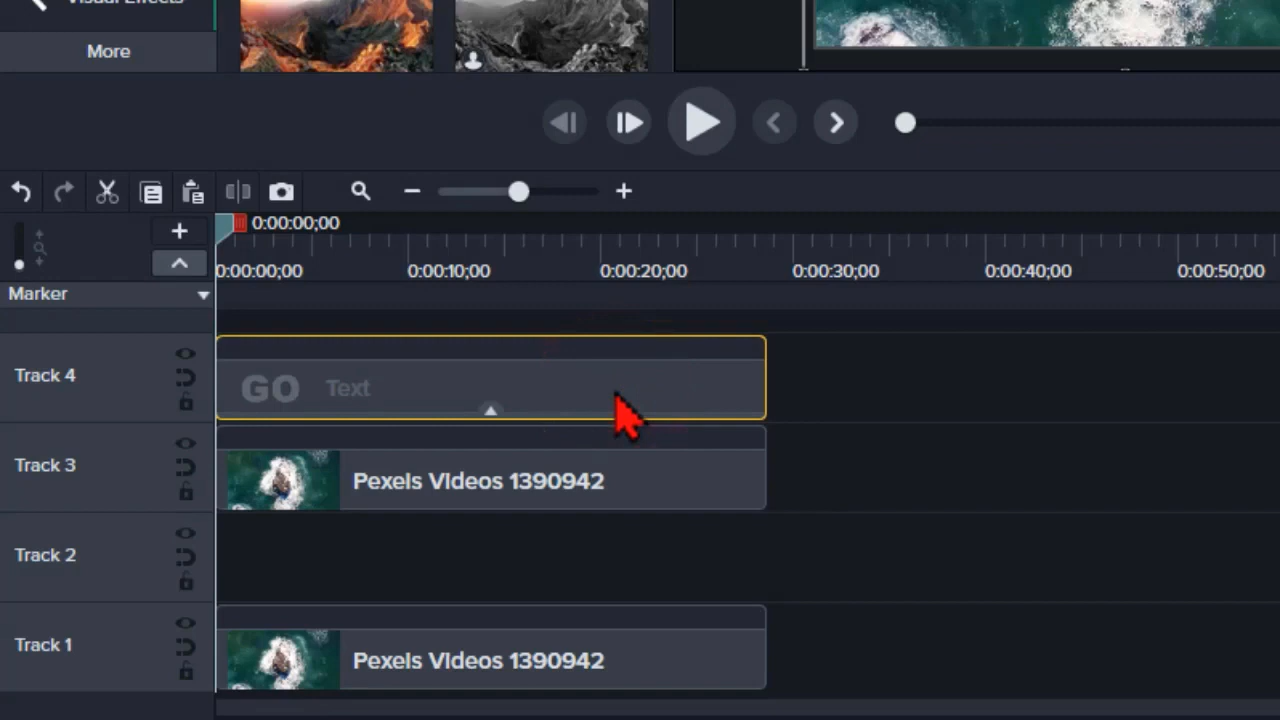 Visual Effects
More
0:00:00;00
0:00:00;00 0:00:10;00 0:00:20;00 0:00:30;00 0:00:40;00 0:00:50;00
Marker
Track 4
GO Text
Track 3
Pexels VIdeos 1390942
Track 2
Track 1
Pexels VIdeos 1390942